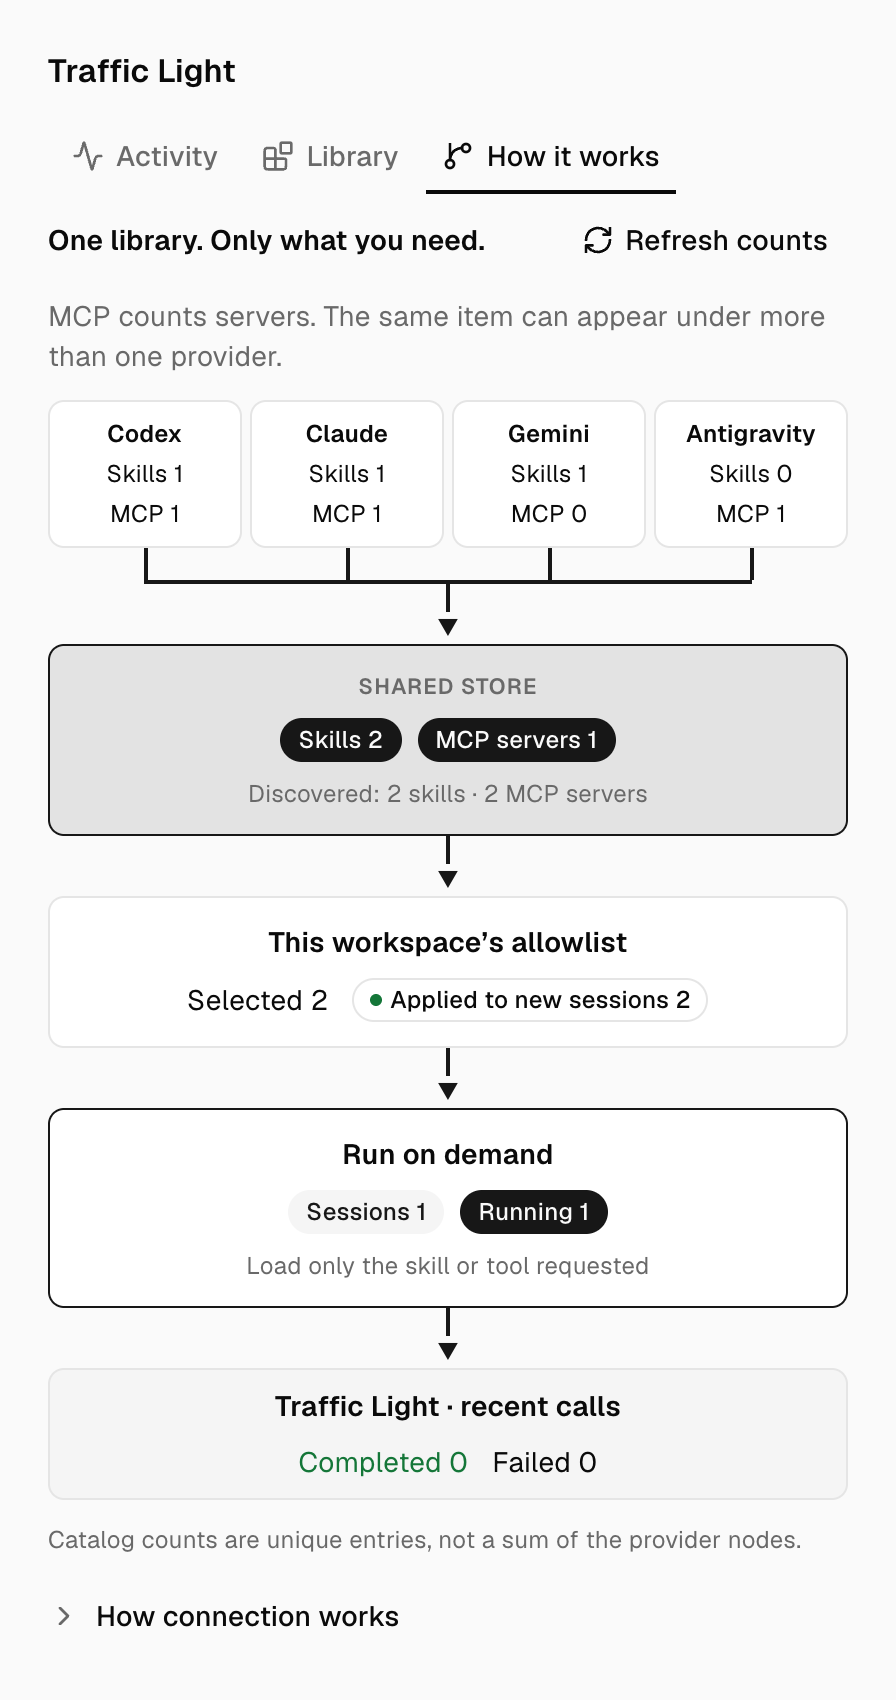 Traffic Light
Activity
Library
How it works
One library. Only what you need.
Refresh counts
MCP counts servers. The same item can appear under more
than one provider.
Codex
Skills 1
MCP 1
Claude
Skills 1
MCP 1
Gemini
Skills 1
MCP 0
Antigravity
Skills 0
MCP 1
SHARED STORE
Skills 2
MCP servers 1
Discovered: 2 skills · 2 MCP servers
This workspace’s allowlist
Selected 2
Applied to new sessions 2
Run on demand
Sessions 1
Running 1
Load only the skill or tool requested
Traffic Light · recent calls
Completed 0
Failed 0
Catalog counts are unique entries, not a sum of the provider nodes.
How connection works